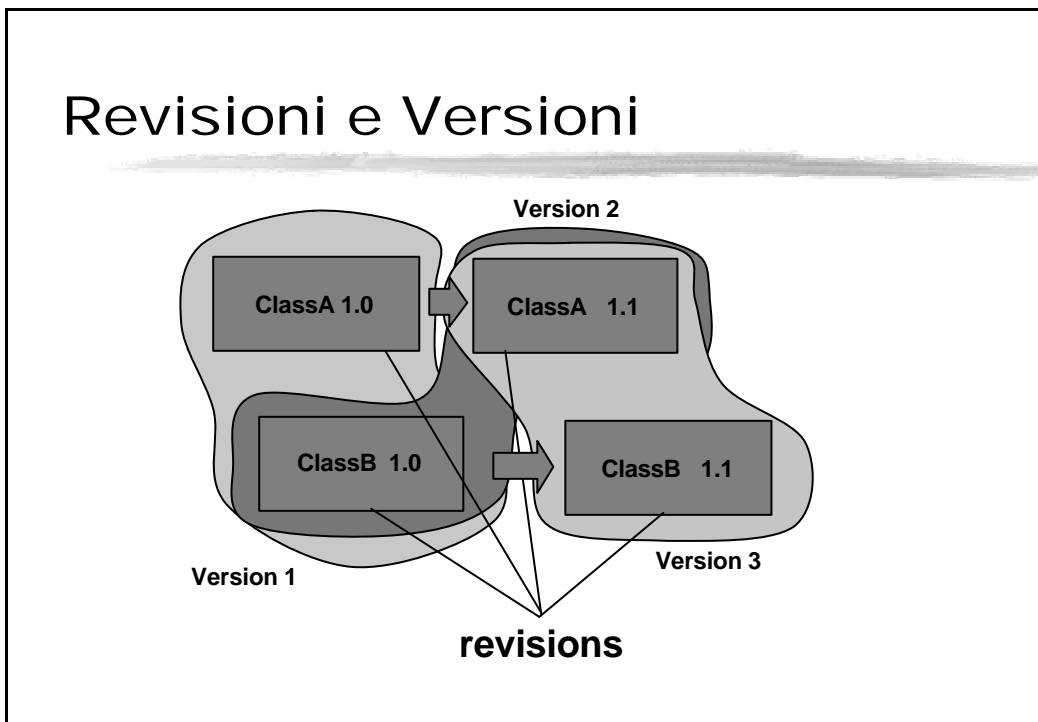 Revisioni e Versioni
Version 2
ClassA 1.0
ClassA 1.1
ClassB 1.0
ClassB 1.1
Version 1
Version 3
revisions